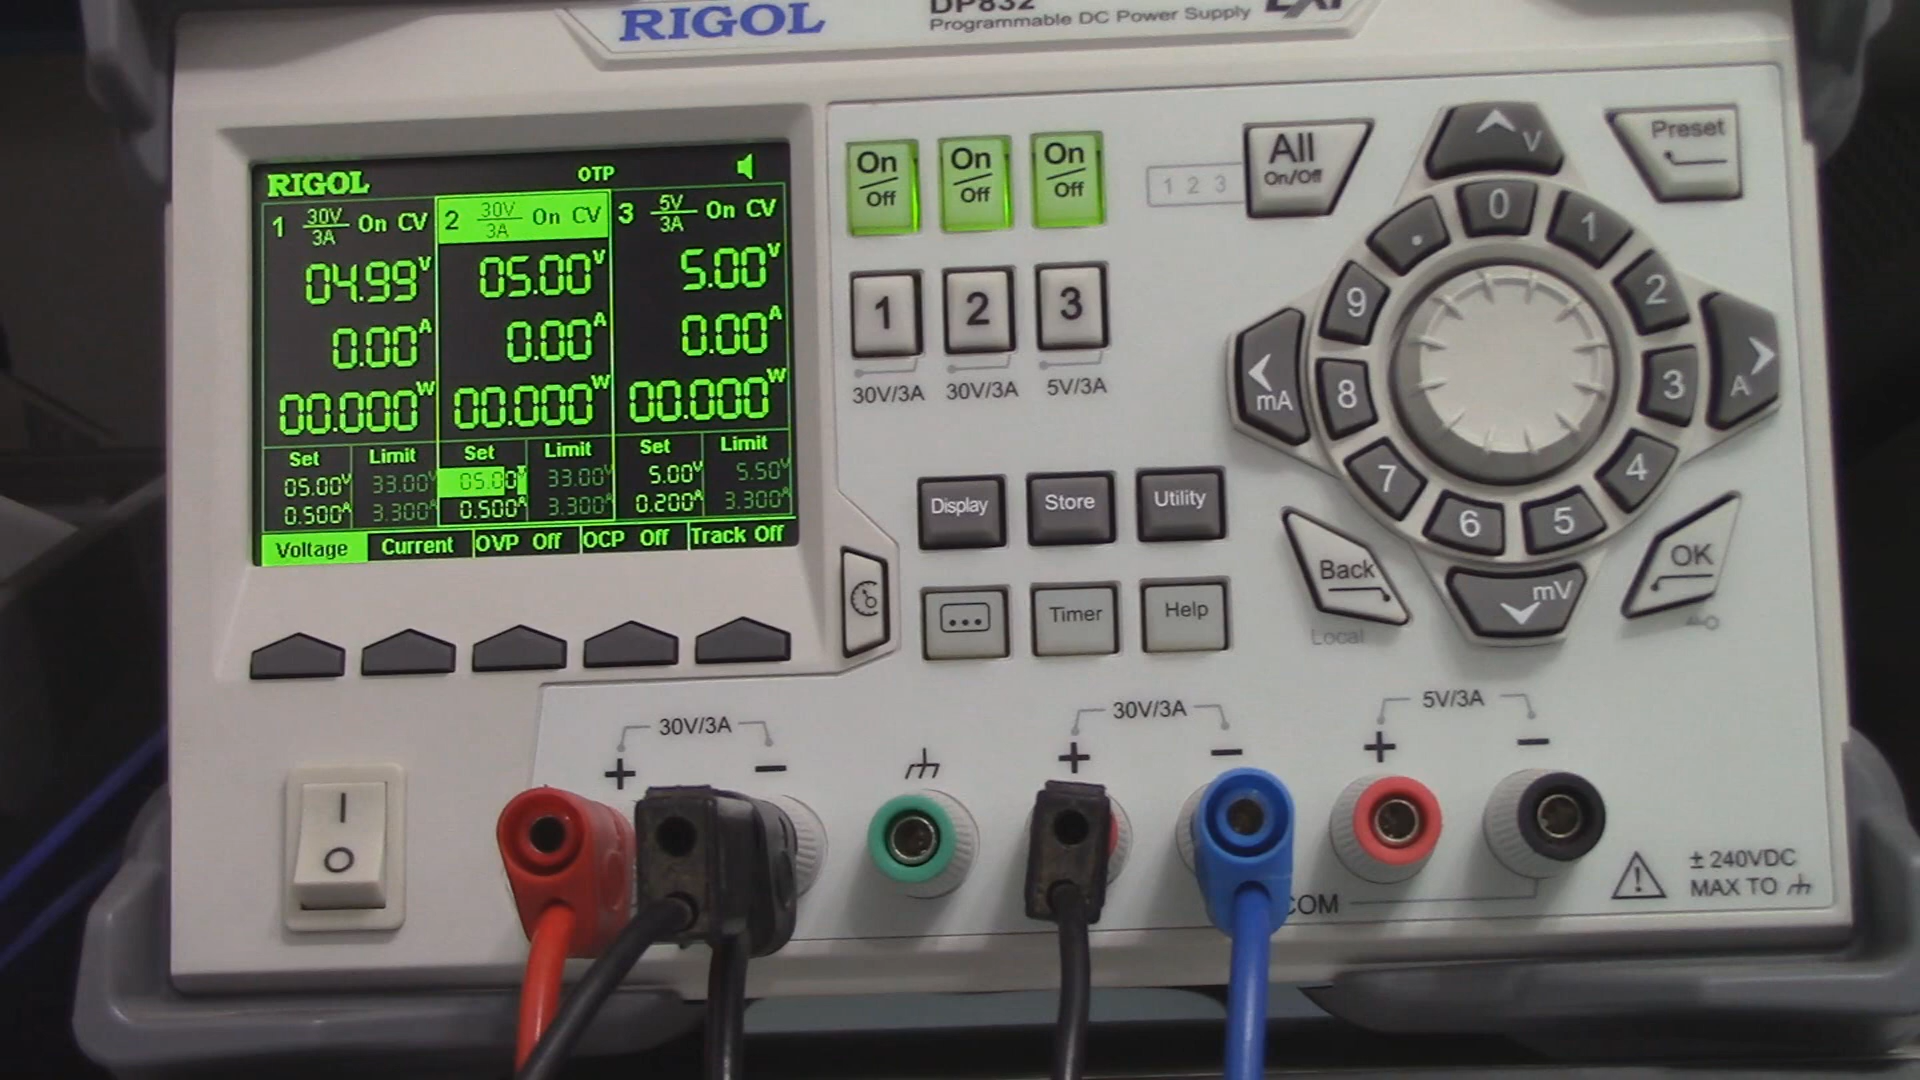 RIGOL
DP832
Programmable DC Power Supply
LXI
RIGOL OTP
1 30V/3A On CV
04.99V
0.00A
00.000W
Set Limit
05.00V 33.00V
0.500A 3.300A
2 30V/3A On CV
05.00V
0.00A
00.000W
Set Limit
05.00V 33.00V
0.500A 3.300A
3 5V/3A On CV
5.00V
0.00A
00.000W
Set Limit
5.00V 5.50V
0.200A 3.300A
Voltage Current OVP Off OCP Off Track Off
On/Off On/Off On/Off
1 2 3
All
On/Off
Preset
1 2 3
30V/3A 30V/3A 5V/3A
Display Store Utility
Timer Help
V
0
1
2
3
4
5
6
7
8
9
.
mA
A
mV
Back
Local
OK
30V/3A
+ −
30V/3A
+ −
5V/3A
+ −
I
O
COM
! ± 240VDC
MAX TO